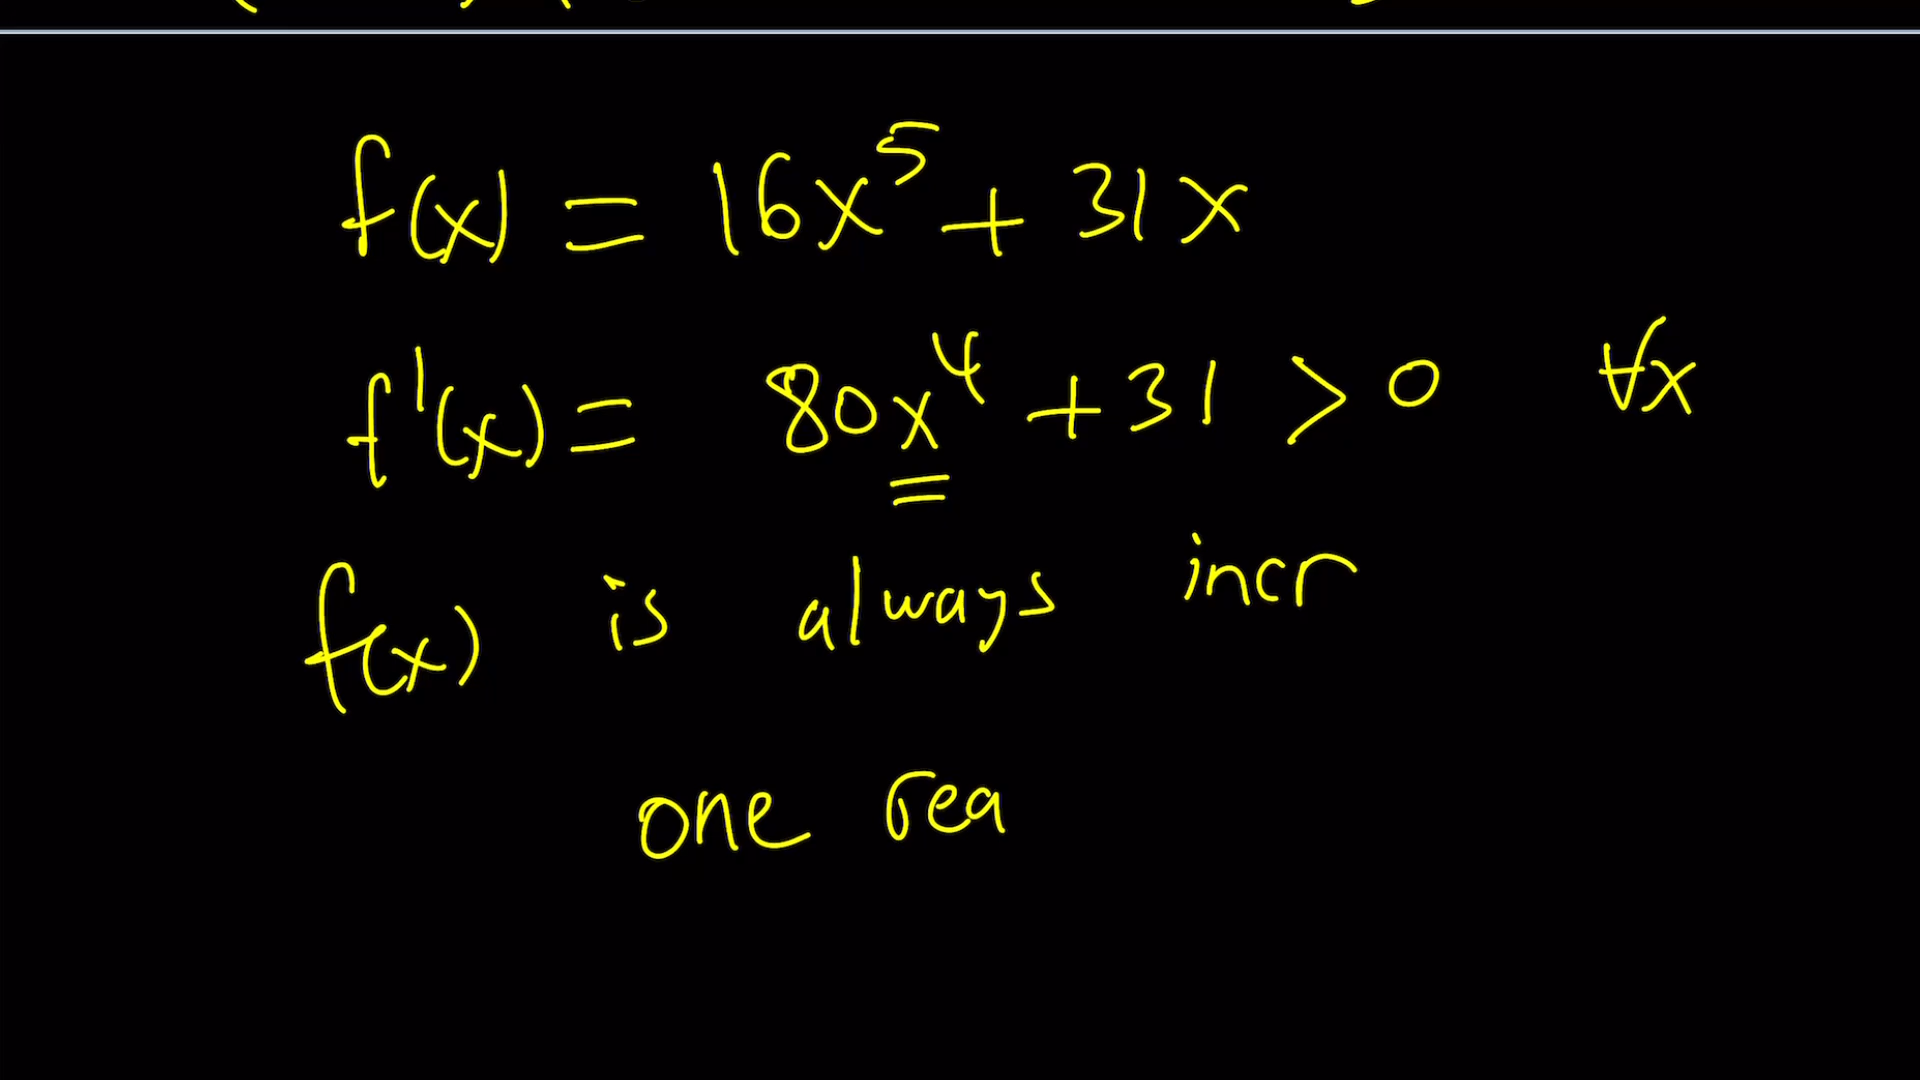 f(x) = 16x⁵ + 31x
f'(x) = 80x⁴ + 31 > 0 ∀x
f(x) is always incr
one rea